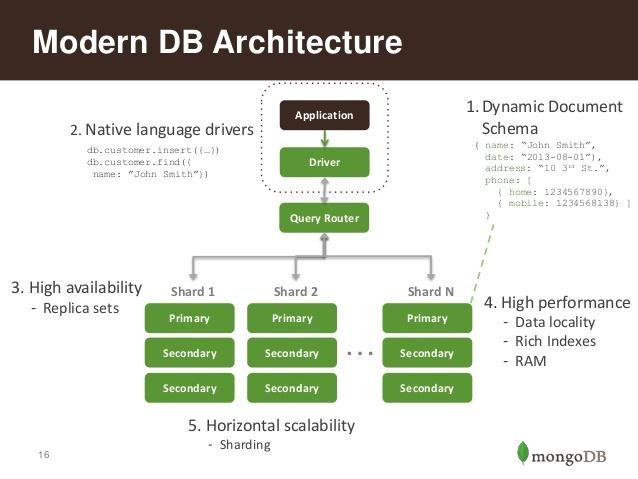 Modern DB Architecture
1. Dynamic Document
Schema
{ name: “John Smith”,
date: “2013-08-01”),
address: “10 3rd St.”,
phone: [
{ home: 1234567890},
{ mobile: 1234568138} ]
}
2. Native language drivers
db.customer.insert({…})
db.customer.find({
name: ”John Smith”})
Application
Driver
Query Router
3. High availability
- Replica sets
Shard 1
Shard 2
Shard N
Primary
Primary
Primary
Secondary
Secondary
. . .
Secondary
Secondary
Secondary
Secondary
4. High performance
- Data locality
- Rich Indexes
- RAM
5. Horizontal scalability
- Sharding
16
mongoDB